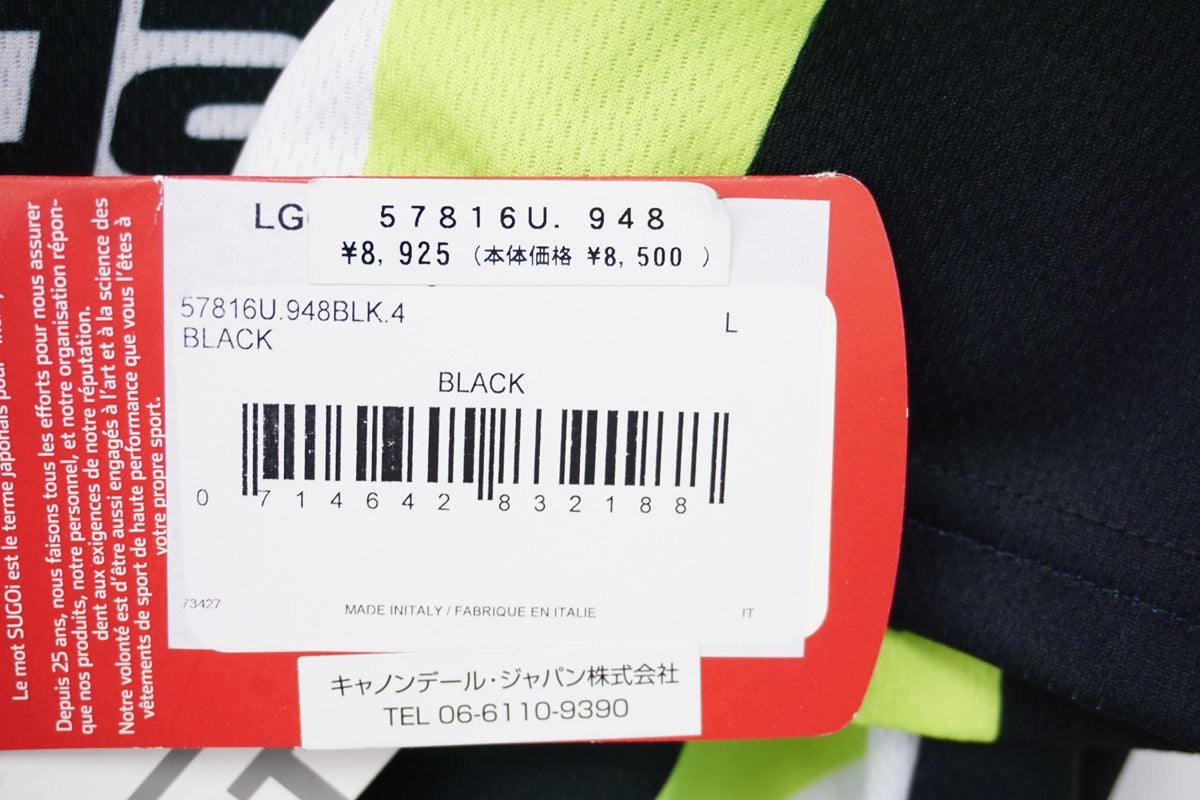 LG
57816U. 948
¥8, 925 (本体価格 ¥8, 500 )
57816U.948BLK.4
BLACK
L
BLACK
0 714642 832188
73427
MADE INITALY / FABRIQUE EN ITALIE
IT
キャノンデール・ジャパン株式会社
TEL 06-6110-9390
Le mot SUGOi est le terme japonais pour
Depuis 25 ans, nous faisons tous les efforts pour nous assurer
que nos produits, notre personnel, et notre organisation répon-
dent aux exigences de notre réputation.
Notre volonté est d'être aussi engagés à l'art et à la science des
vêtements de sport de haute performance que vous l'êtes à
votre propre sport.